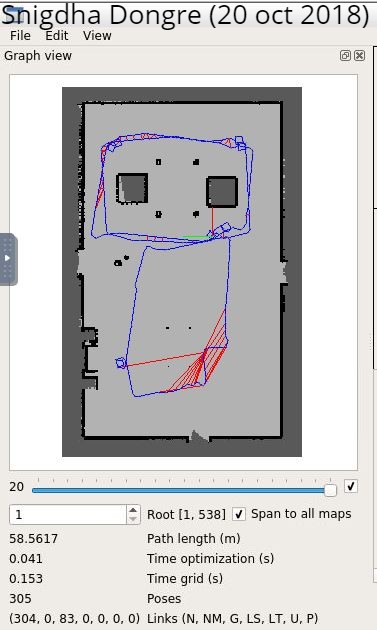 Snigdha Dongre (20 oct 2018)
File Edit View
Graph view
20
1 Root [1, 538] Span to all maps
58.5617 Path length (m)
0.041 Time optimization (s)
0.153 Time grid (s)
305 Poses
(304, 0, 83, 0, 0, 0, 0) Links (N, NM, G, LS, LT, U, P)